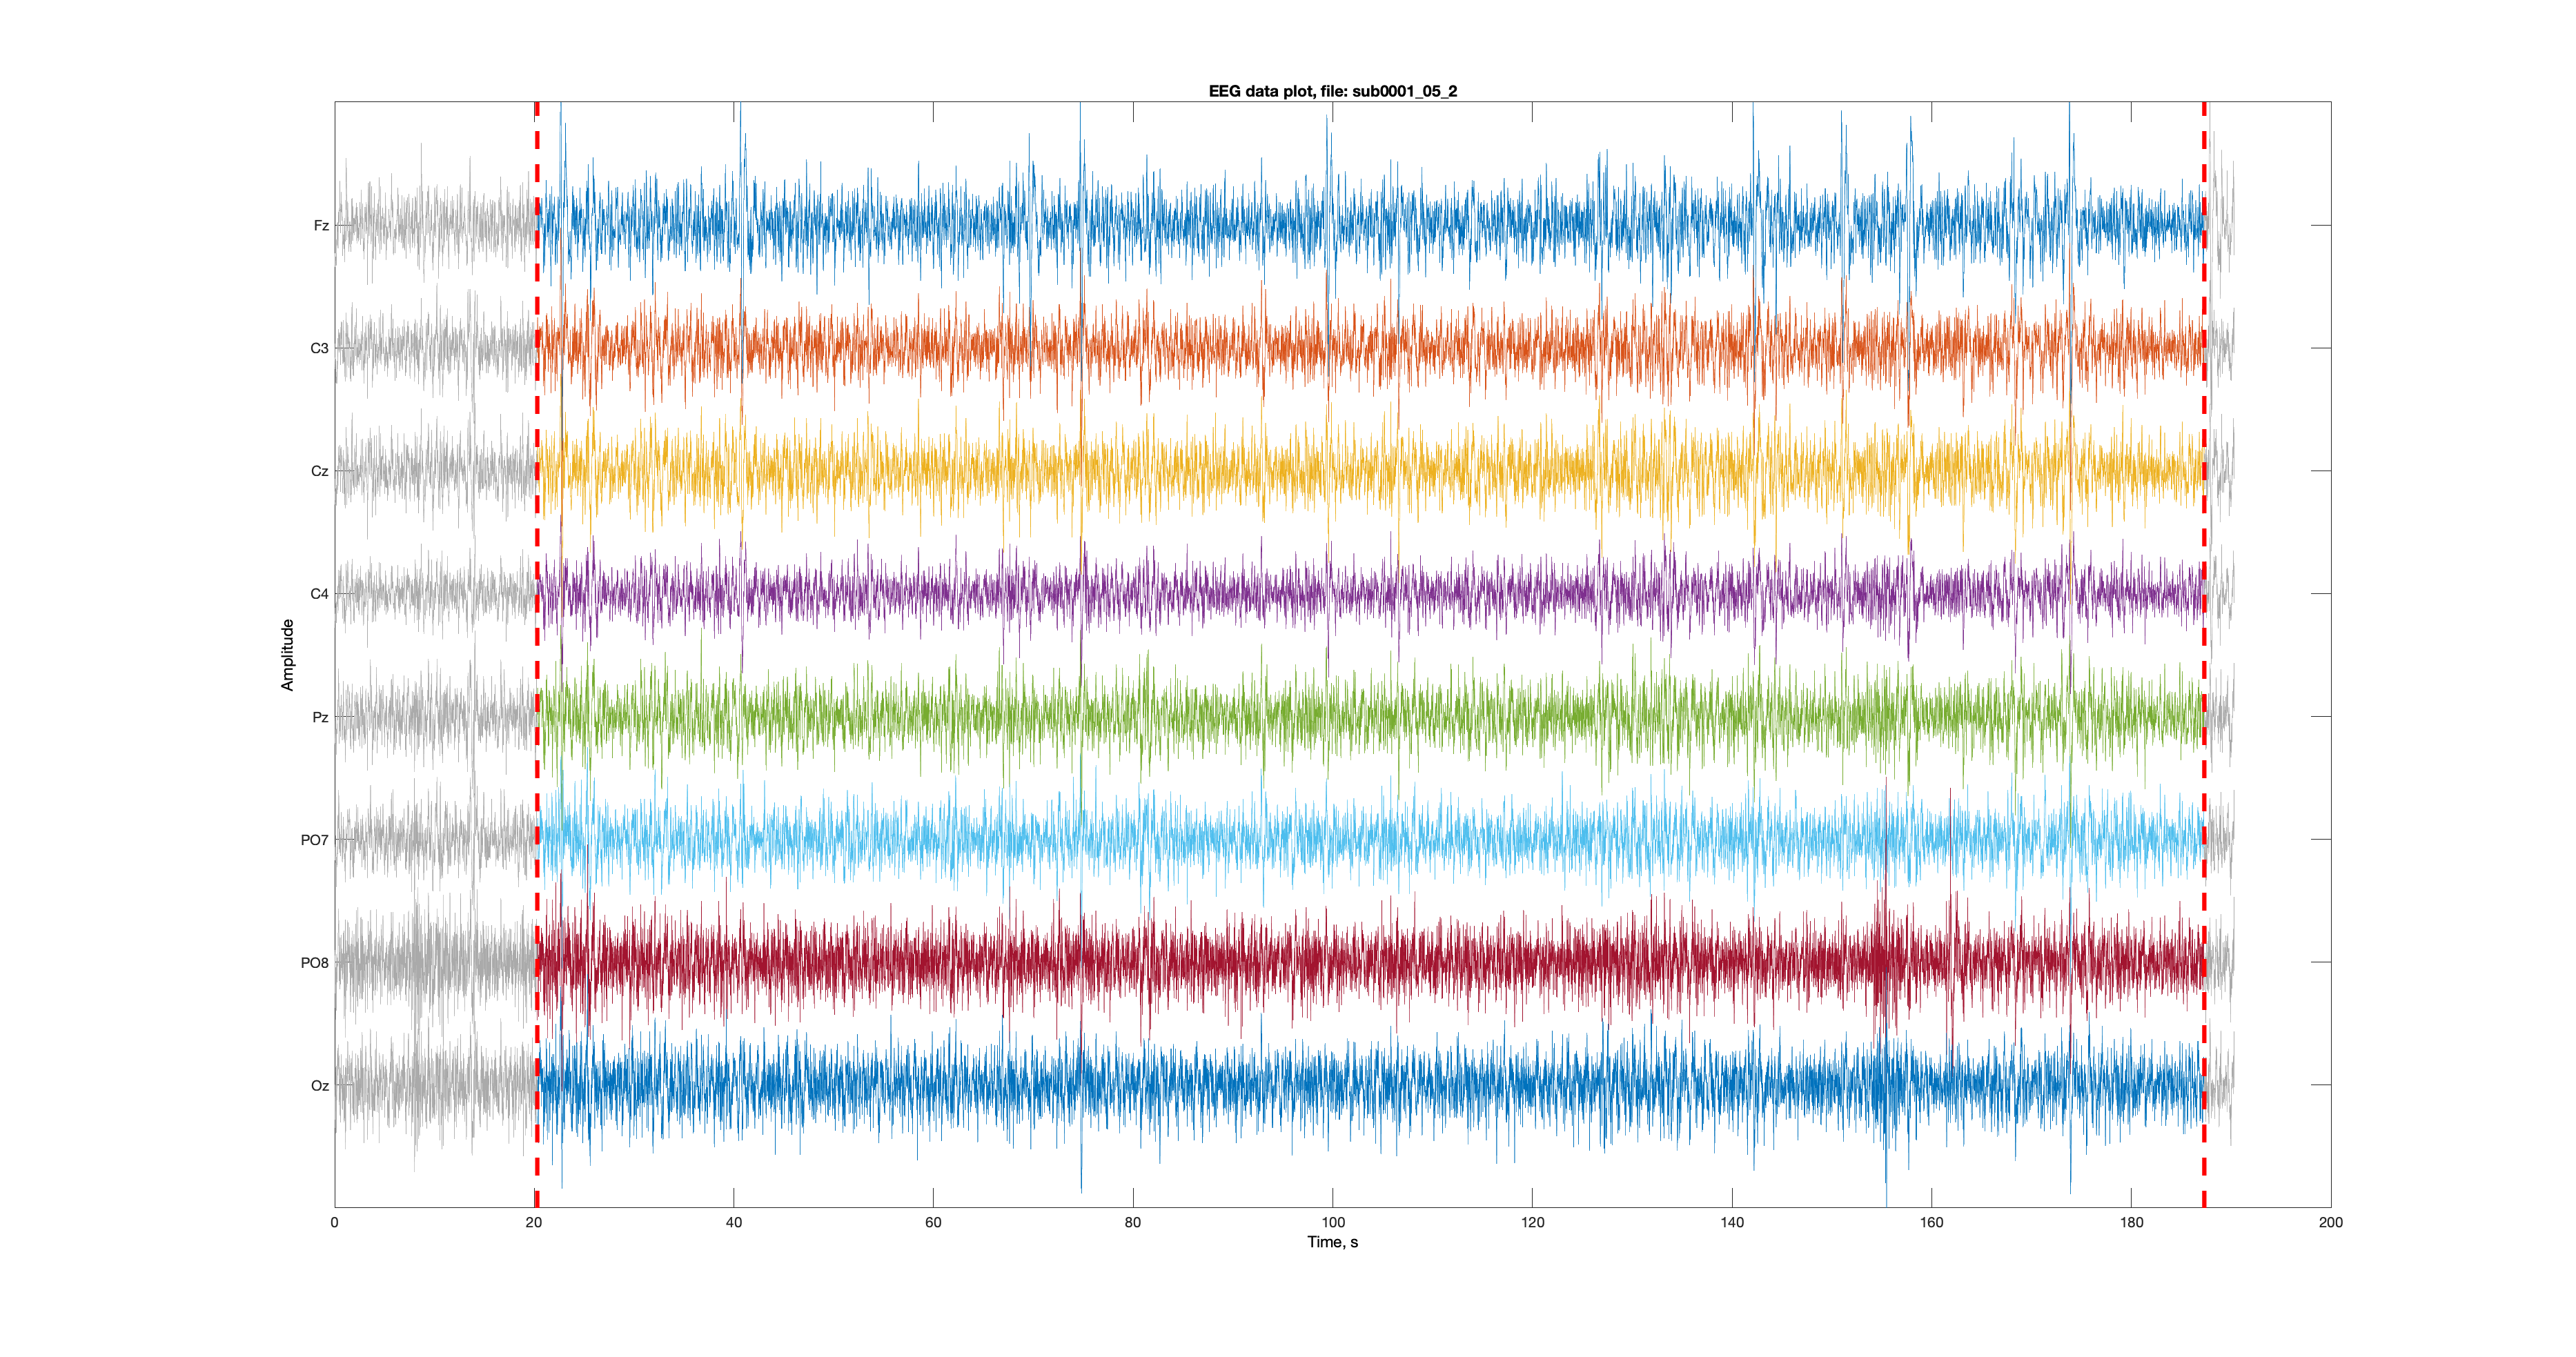 EEG data plot, file: sub0001_05_2
Fz
C3
Cz
C4
Pz
PO7
PO8
Oz
Amplitude
0 20 40 60 80 100 120 140 160 180 200
Time, s